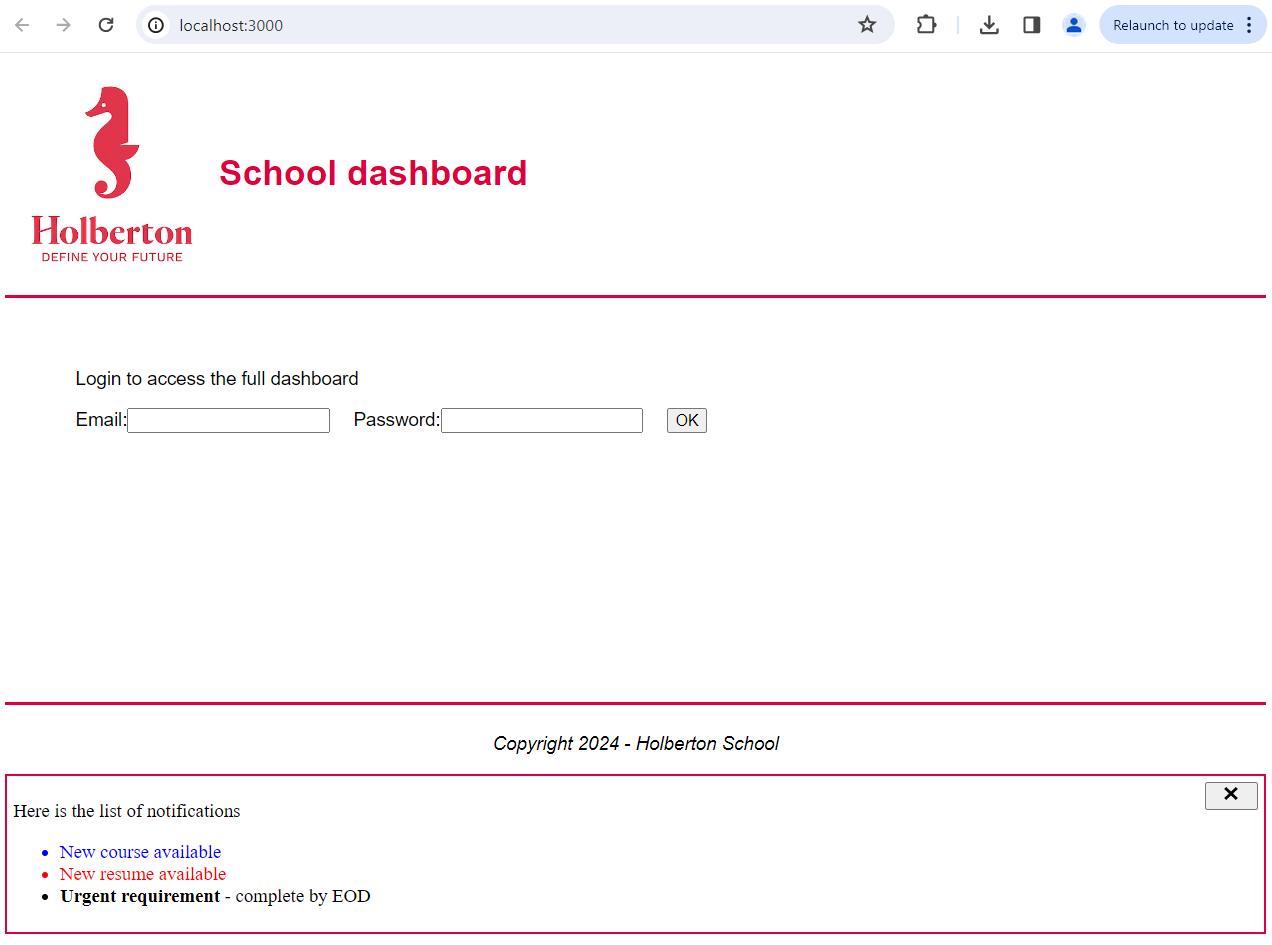 localhost:3000
Relaunch to update
School dashboard
Holberton
DEFINE YOUR FUTURE
Login to access the full dashboard
Email: Password: OK
Copyright 2024 - Holberton School
Here is the list of notifications
New course available
New resume available
Urgent requirement - complete by EOD